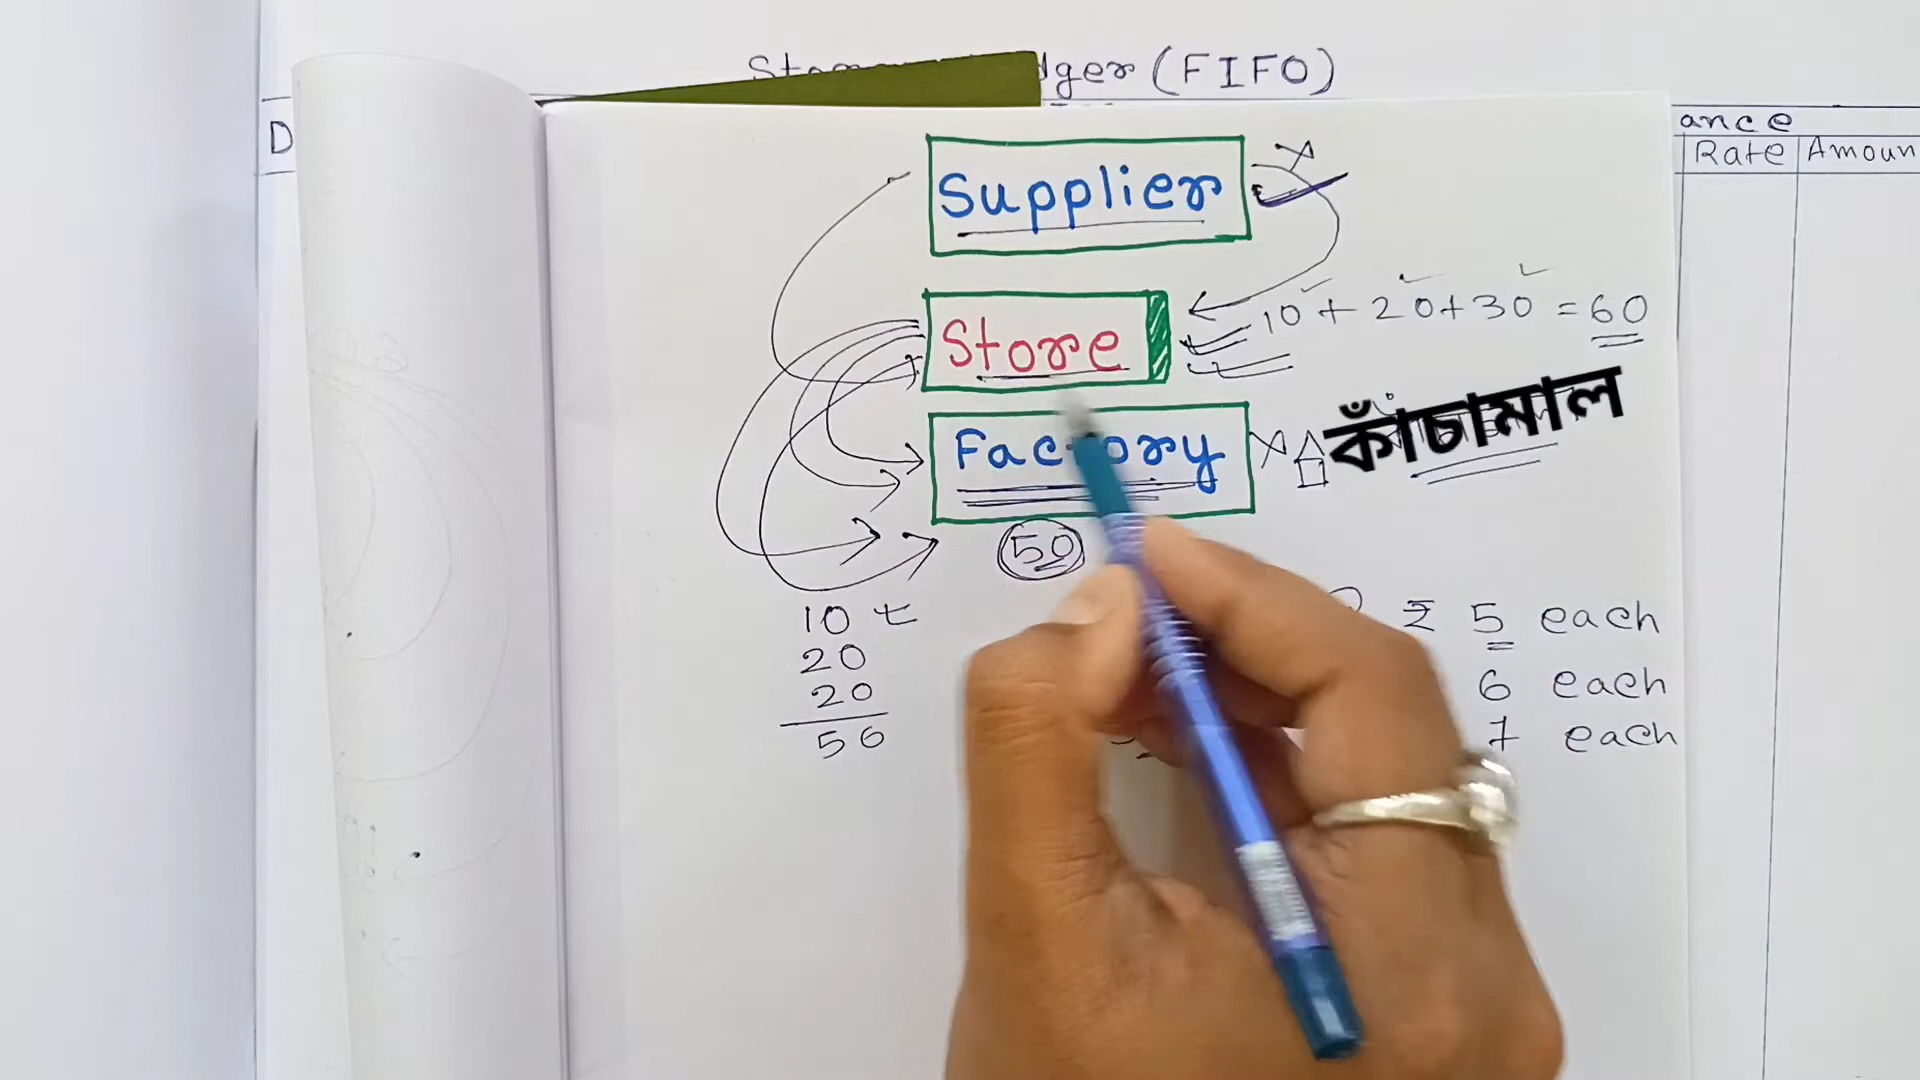 dger (FIFO)
D
ance
Rate Amoun
Supplier
Store
10 + 20 + 30 = 60
কাঁচামাল
Factory
50
10 t
20
20
50
₹ 5 each
6 each
7 each